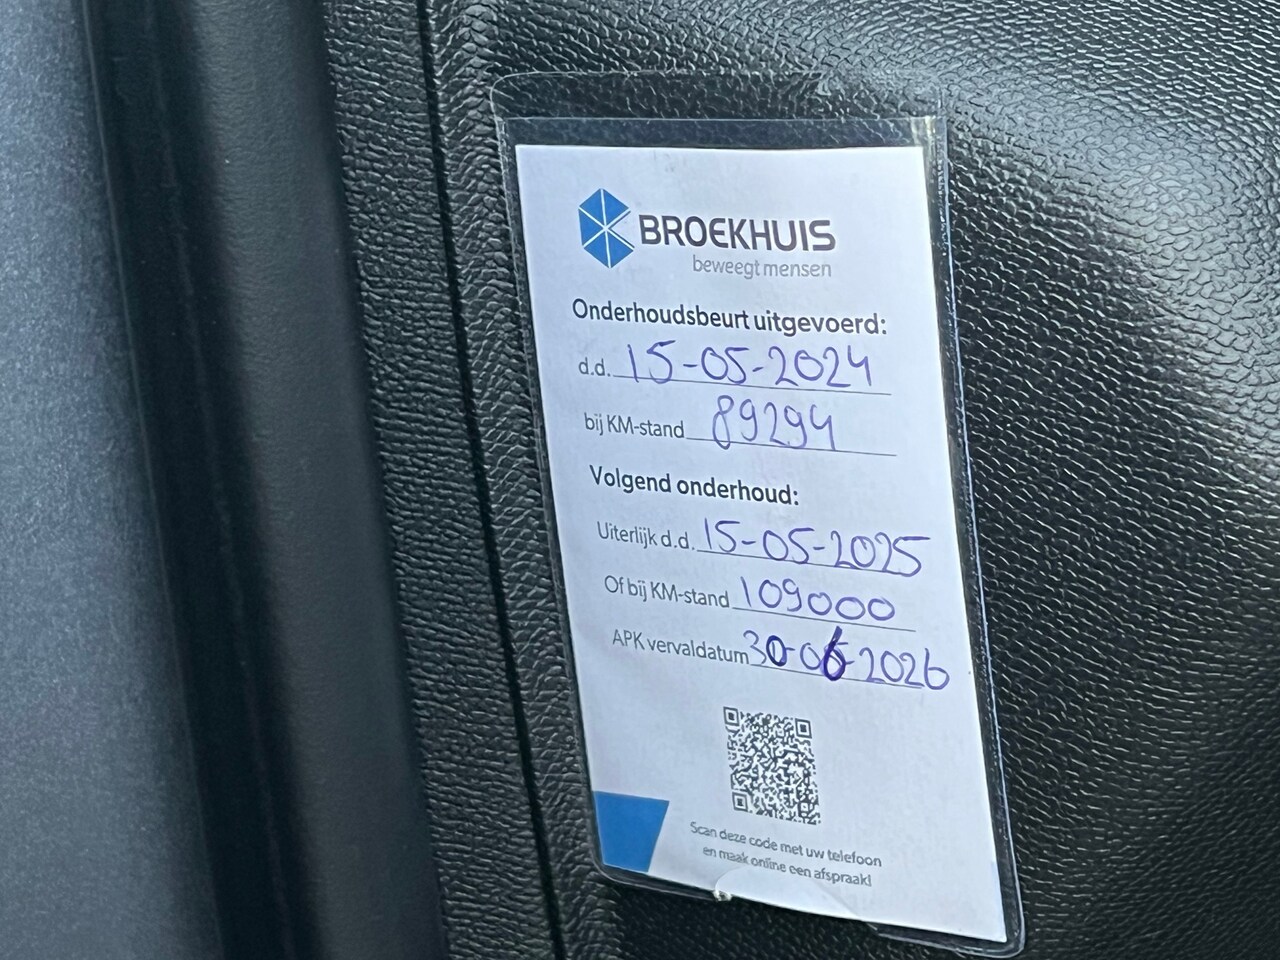 BROEKHUIS
beweegt mensen
Onderhoudsbeurt uitgevoerd:
d.d. 15-05-2024
bij KM-stand 89294
Volgend onderhoud:
Uiterlijk d.d. 15-05-2025
Of bij KM-stand 109000
APK vervaldatum 30-06-2026
Scan deze code met uw telefoon
en maak online een afspraak!